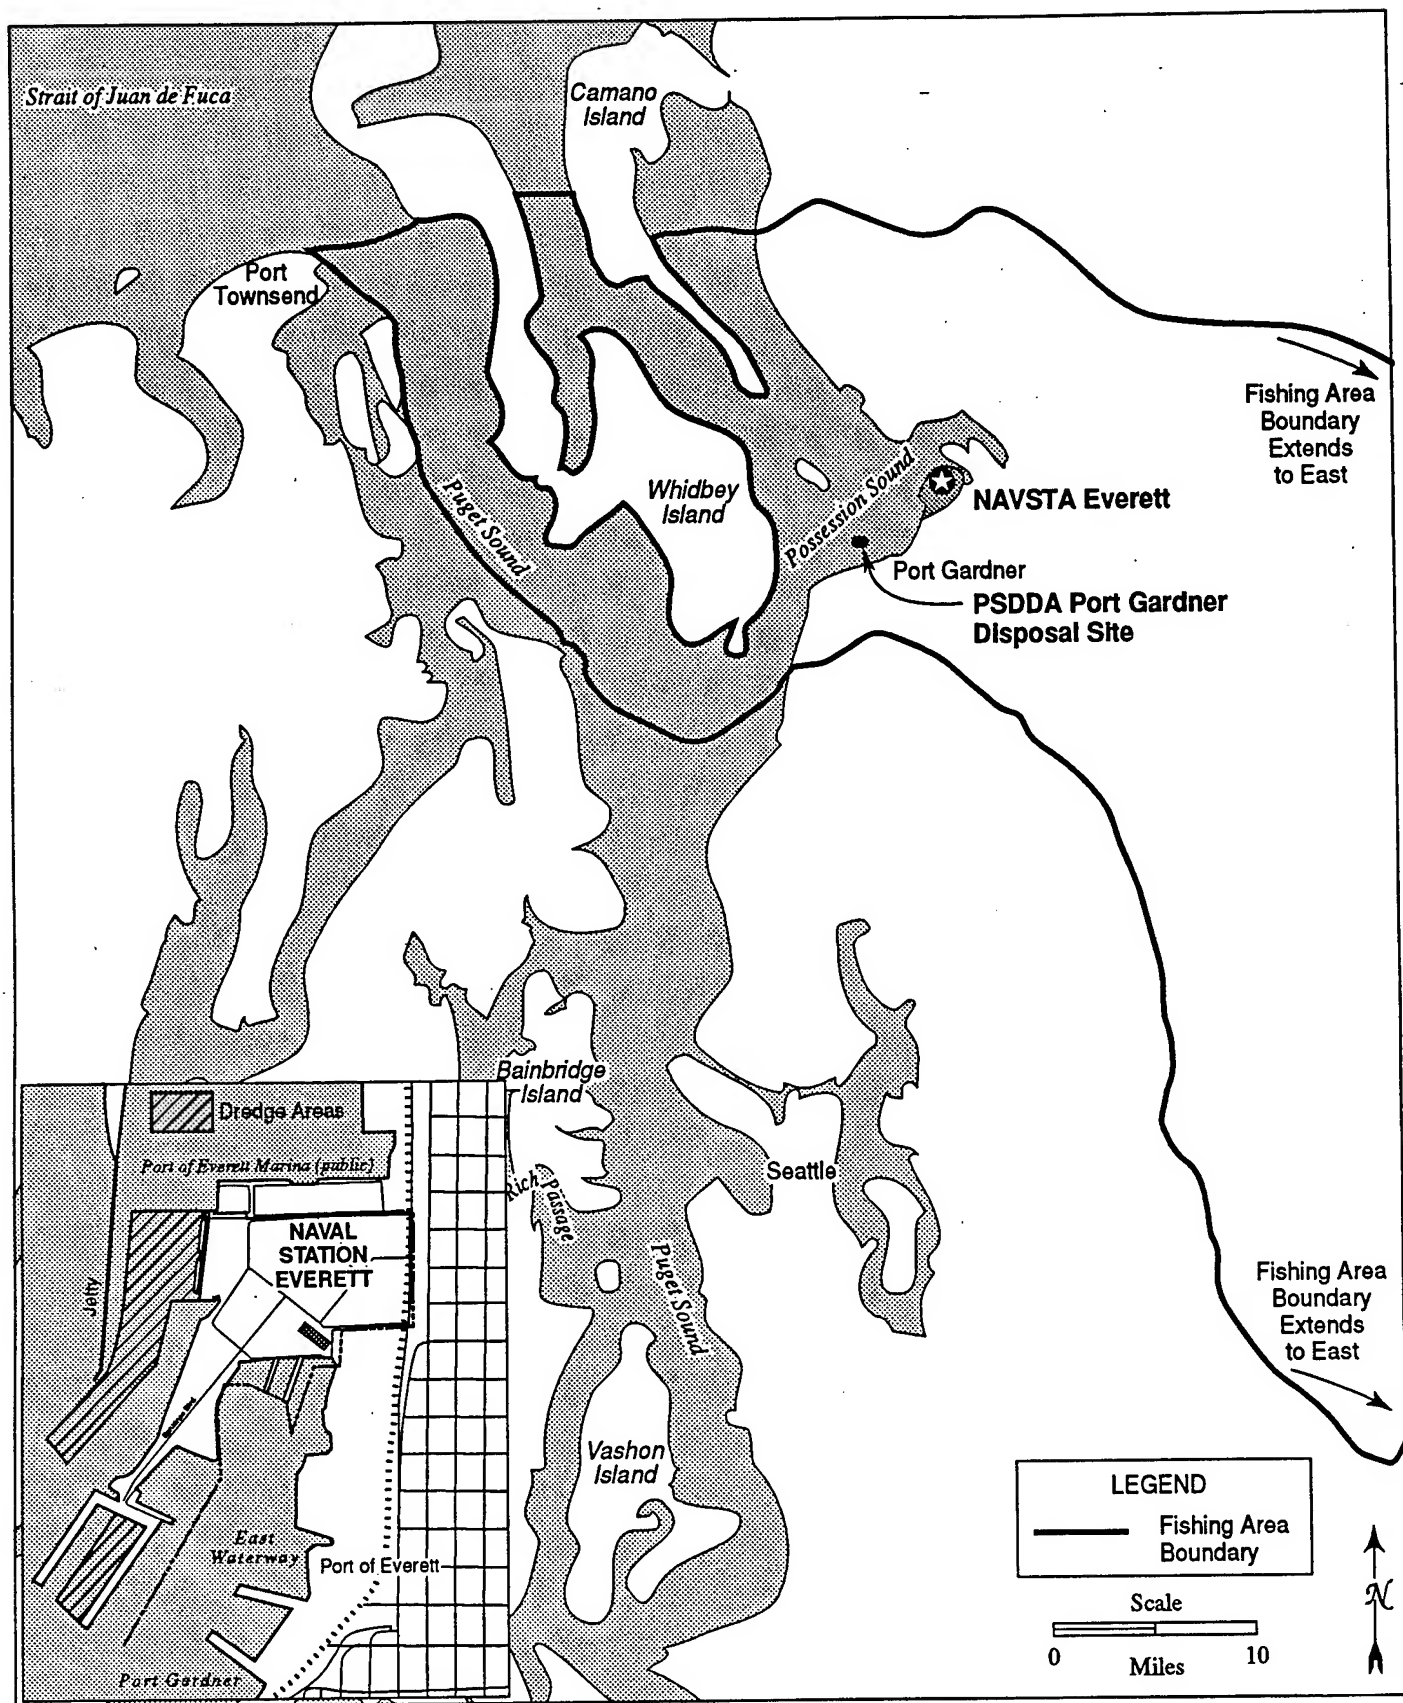 Strait of Juan de Fuca
Camano
Island
Port
Townsend
Fishing Area
Boundary
Extends
to East
Puget Sound
Whidbey
Island
Possession Sound
NAVSTA Everett
Port Gardner
PSDDA Port Gardner
Disposal Site
Bainbridge
Island
Dredge Areas
Port of Everett Marina (public)
Rich Passage
Seattle
NAVAL
STATION
EVERETT
Jetty
Puget Sound
Fishing Area
Boundary
Extends
to East
Vashon
Island
LEGEND
Fishing Area
Boundary
East
Waterway
Port of Everett
Scale
0
10
Miles
N
Port Gardner